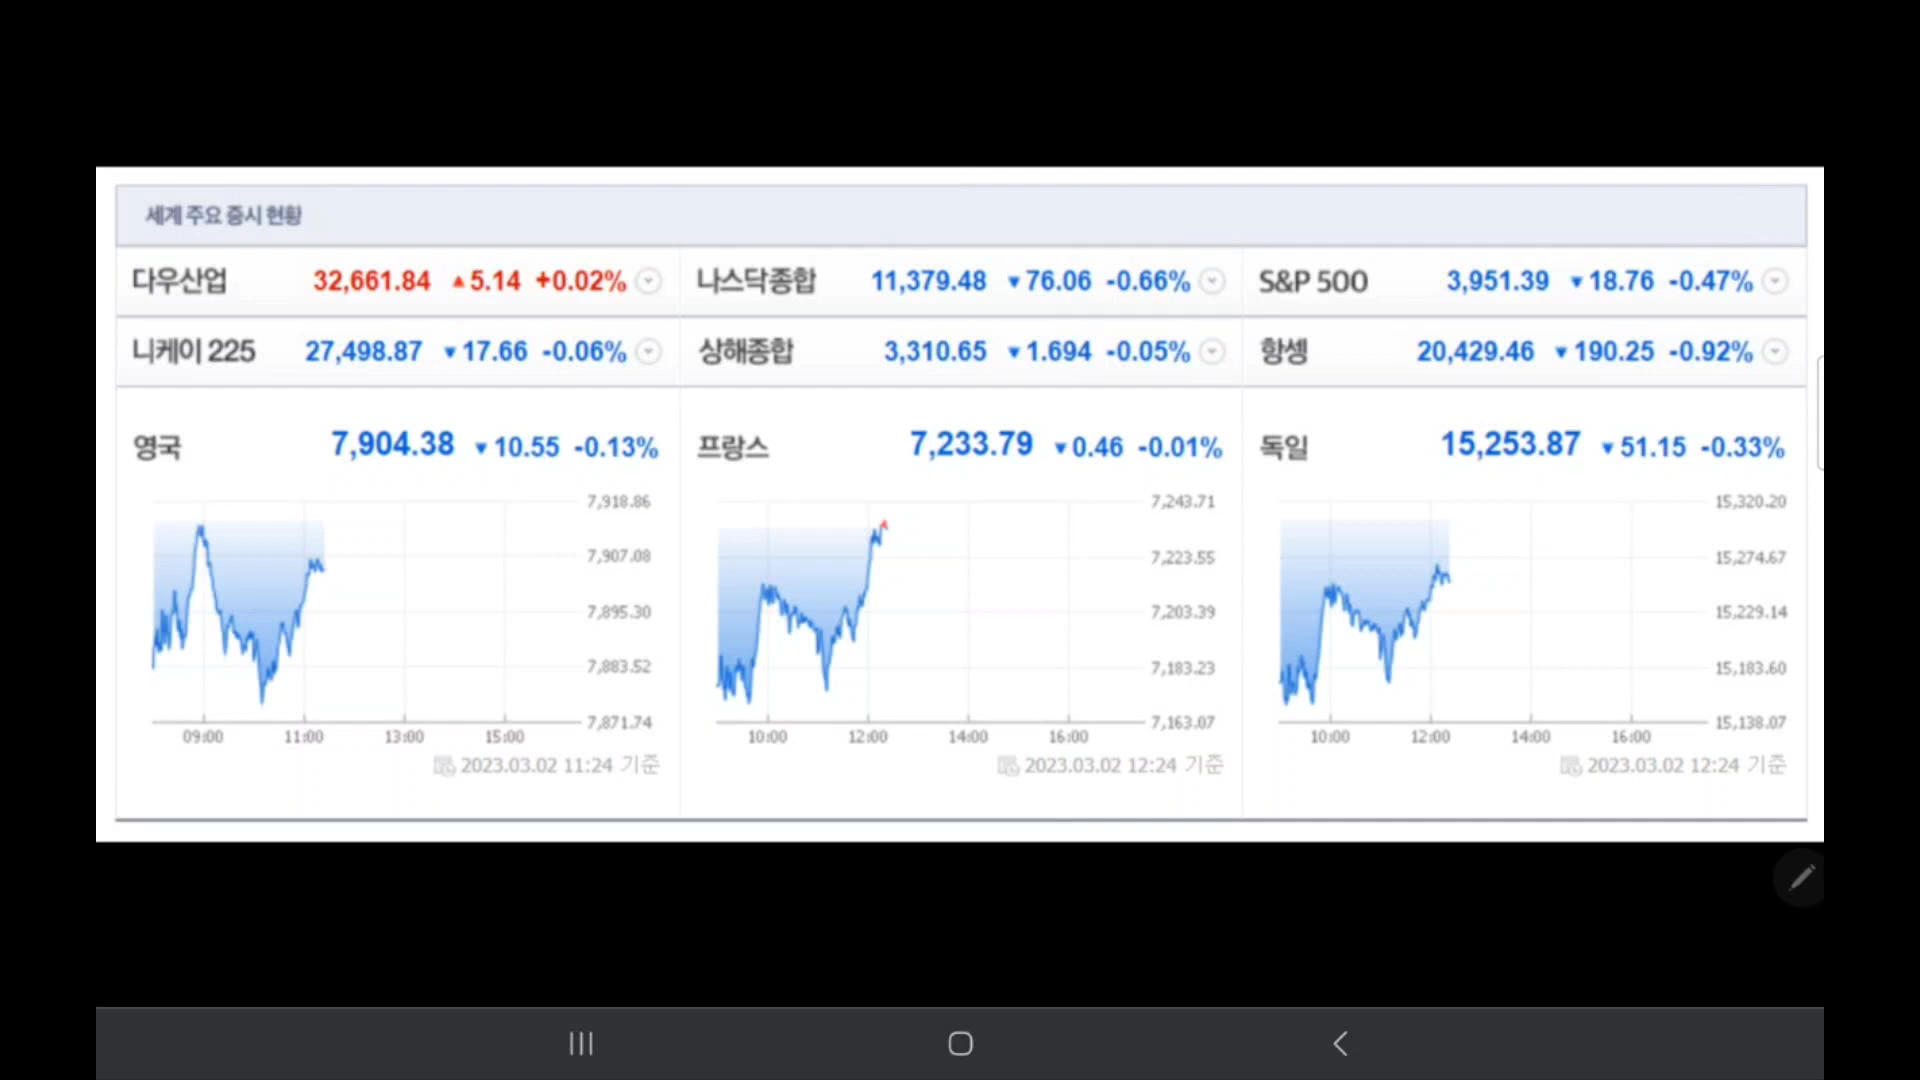 세계 주요 증시 현황
다우산업 32,661.84 ▲5.14 +0.02%
나스닥종합 11,379.48 ▼76.06 -0.66%
S&P 500 3,951.39 ▼18.76 -0.47%
니케이 225 27,498.87 ▼17.66 -0.06%
상해종합 3,310.65 ▼1.694 -0.05%
항셍 20,429.46 ▼190.25 -0.92%
영국 7,904.38 ▼10.55 -0.13%
7,918.86
7,907.08
7,895.30
7,883.52
7,871.74
09:00 11:00 13:00 15:00
2023.03.02 11:24 기준
프랑스 7,233.79 ▼0.46 -0.01%
7,243.71
7,223.55
7,203.39
7,183.23
7,163.07
10:00 12:00 14:00 16:00
2023.03.02 12:24 기준
독일 15,253.87 ▼51.15 -0.33%
15,320.20
15,274.67
15,229.14
15,183.60
15,138.07
10:00 12:00 14:00 16:00
2023.03.02 12:24 기준